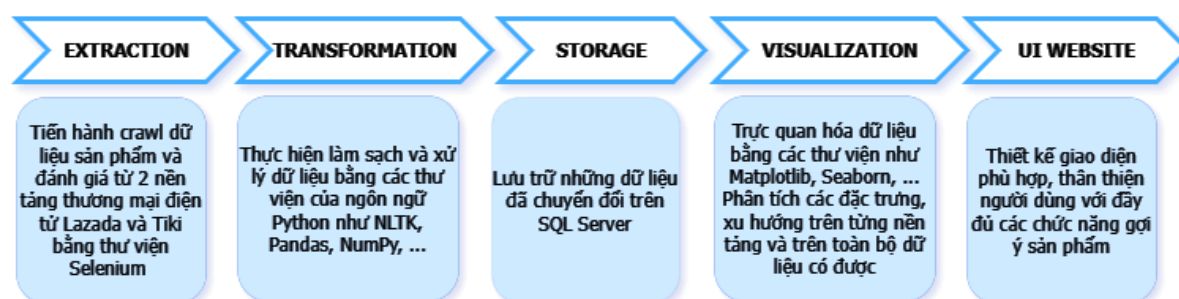 EXTRACTION
TRANSFORMATION
STORAGE
VISUALIZATION
UI WEBSITE
Tiến hành crawl dữ
liệu sản phẩm và
đánh giá từ 2 nền
tảng thương mại điện
tử Lazada và Tiki
bằng thư viện
Selenium
Thực hiện làm sạch và xử
lý dữ liệu bằng các thư
viện của ngôn ngữ
Python như NLTK,
Pandas, NumPy, ...
Lưu trữ những dữ liệu
đã chuyển đổi trên
SQL Server
Trực quan hóa dữ liệu
bằng các thư viện như
Matplotlib, Seaborn, ...
Phân tích các đặc trưng,
xu hướng trên từng nền
tảng và trên toàn bộ dữ
liệu có được
Thiết kế giao diện
phù hợp, thân thiện
người dùng với đầy
đủ các chức năng gợi
ý sản phẩm